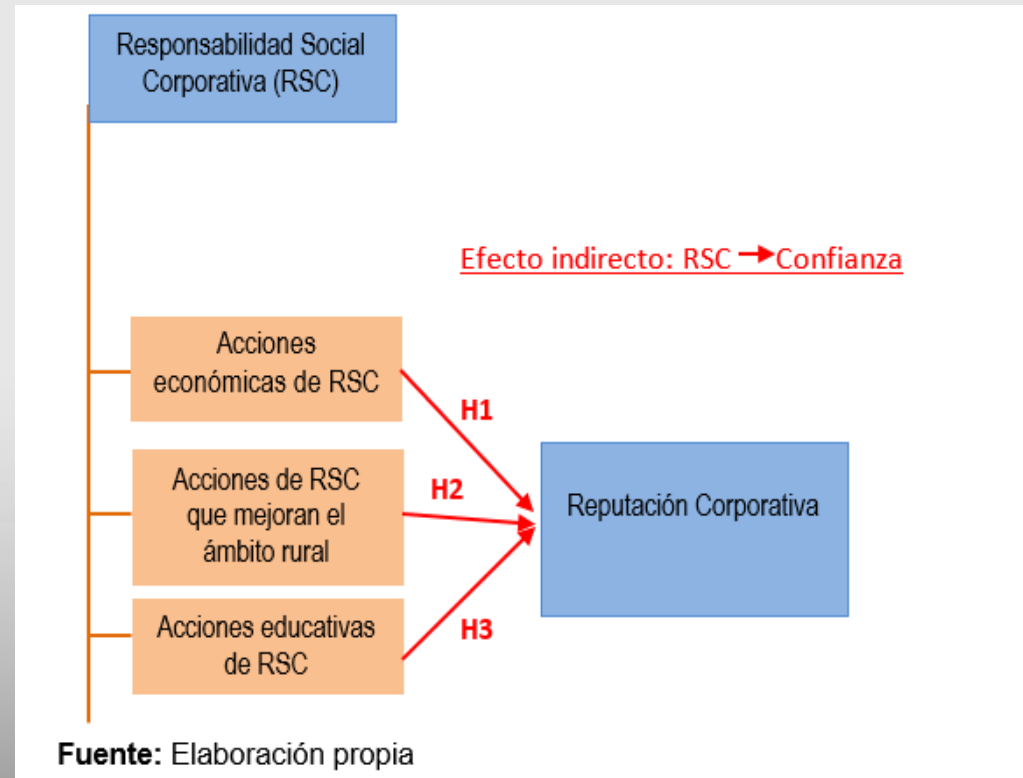 Responsabilidad Social
Corporativa (RSC)
Efecto indirecto: RSC → Confianza
Acciones
económicas de RSC
H1
Acciones de RSC
que mejoran el
ámbito rural
H2
Reputación Corporativa
Acciones educativas
de RSC
H3
Fuente: Elaboración propia